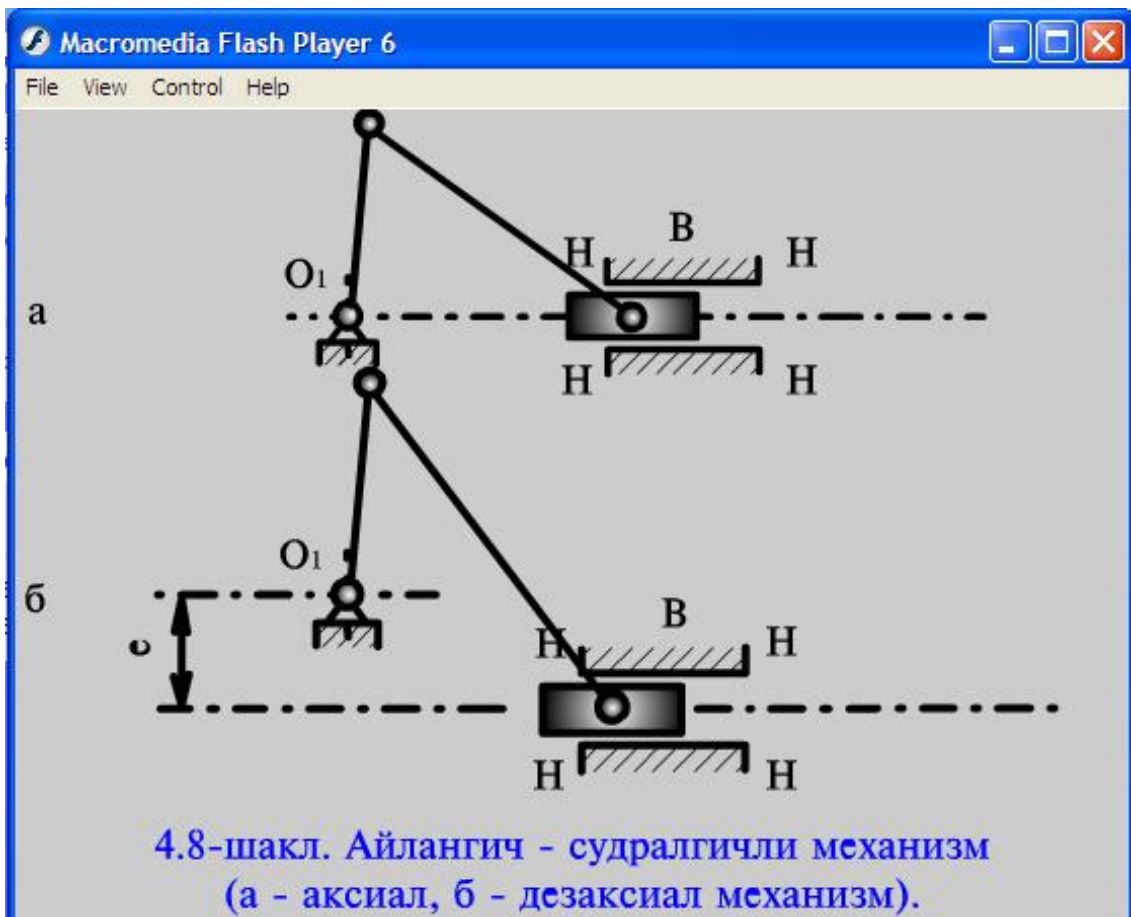 Macromedia Flash Player 6
File View Control Help
В
Н Н
O1
а
Н Н
O1
б
В
Н Н
e
Н Н
4.8-шакл. Айлангич - судралгичли механизм
(а - аксиал, б - дезаксиал механизм).